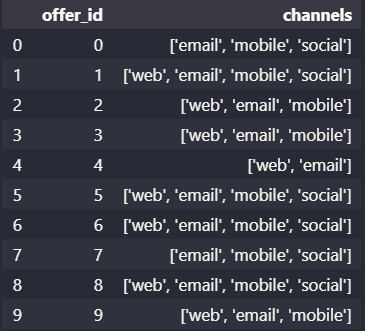 offer_id channels
0 0 ['email', 'mobile', 'social']
1 1 ['web', 'email', 'mobile', 'social']
2 2 ['web', 'email', 'mobile']
3 3 ['web', 'email', 'mobile']
4 4 ['web', 'email']
5 5 ['web', 'email', 'mobile', 'social']
6 6 ['web', 'email', 'mobile', 'social']
7 7 ['email', 'mobile', 'social']
8 8 ['web', 'email', 'mobile', 'social']
9 9 ['web', 'email', 'mobile']